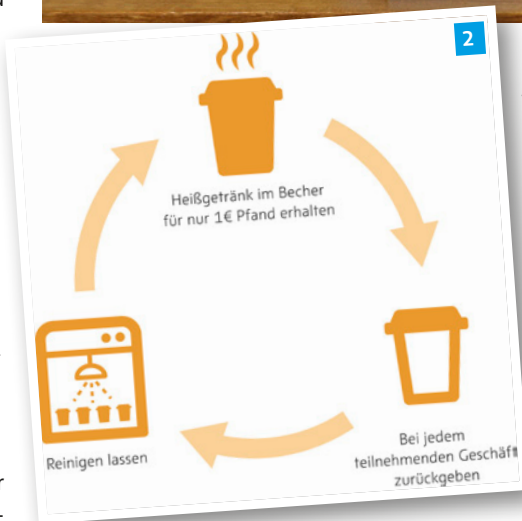 2
Heißgetränk im Becher
für nur 1€ Pfand erhalten
Bei jedem
teilnehmenden Geschäft
zurückgeben
Reinigen lassen